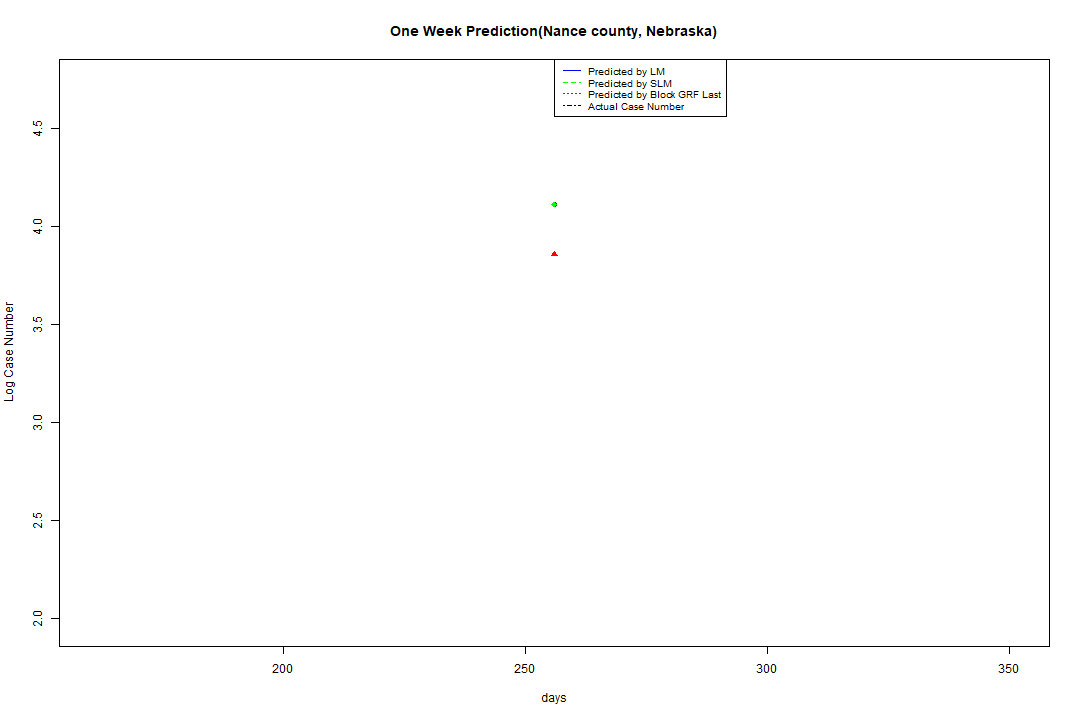 One Week Prediction(Nance county, Nebraska)
Predicted by LM
Predicted by SLM
Predicted by Block GRF Last
Actual Case Number
Log Case Number
4.5
4.0
3.5
3.0
2.5
2.0
200
250
300
350
days